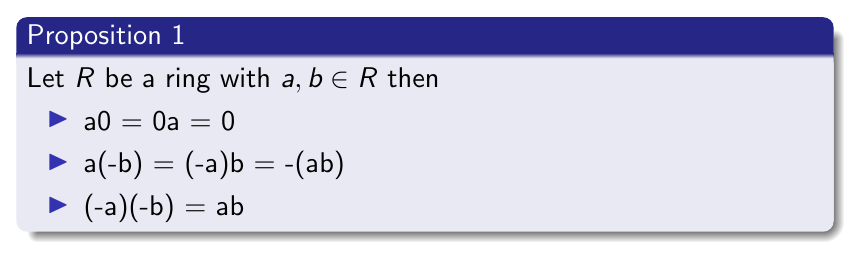 Proposition 1
Let R be a ring with a, b ∈ R then
▶ a0 = 0a = 0
▶ a(-b) = (-a)b = -(ab)
▶ (-a)(-b) = ab